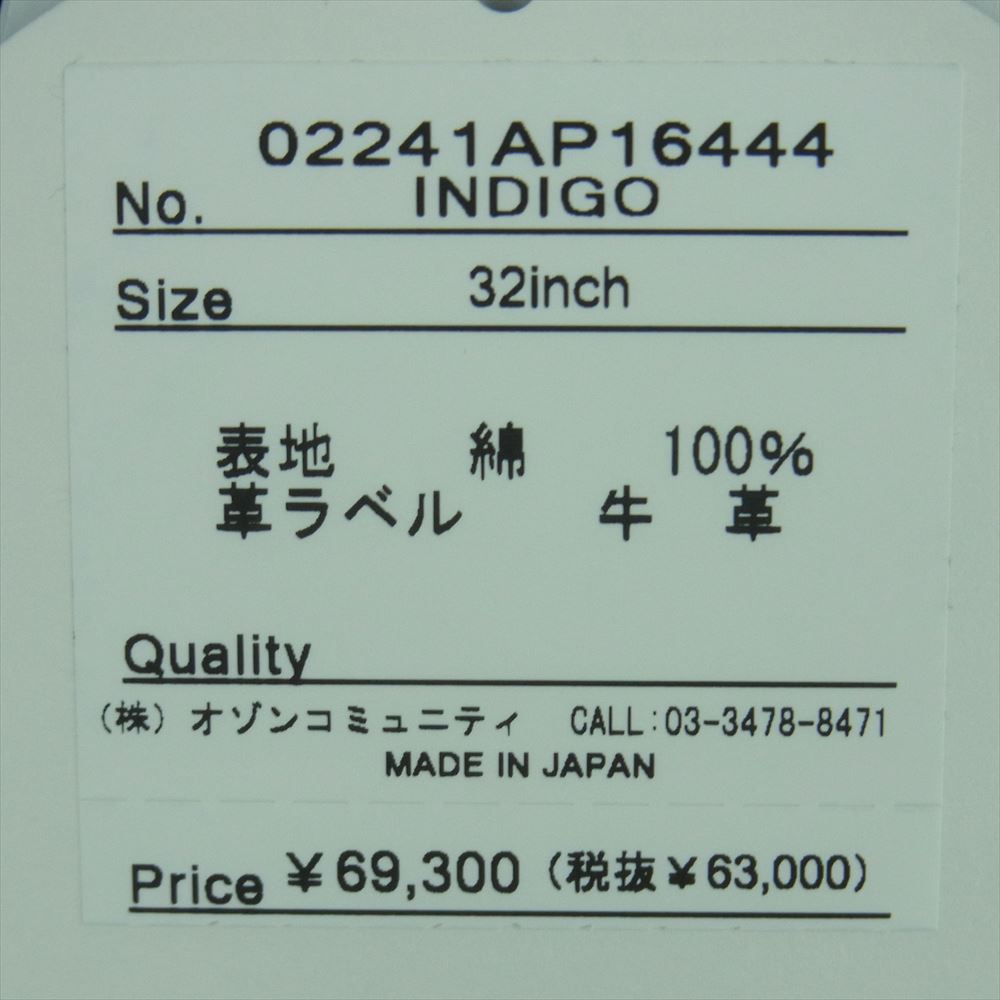 02241AP16444
No. INDIGO
Size 32inch
表地 綿 100%
革ラベル 牛 革
Quality
(株)オゾンコミュニティ CALL:03-3478-8471
MADE IN JAPAN
Price ¥69,300(税抜¥63,000)